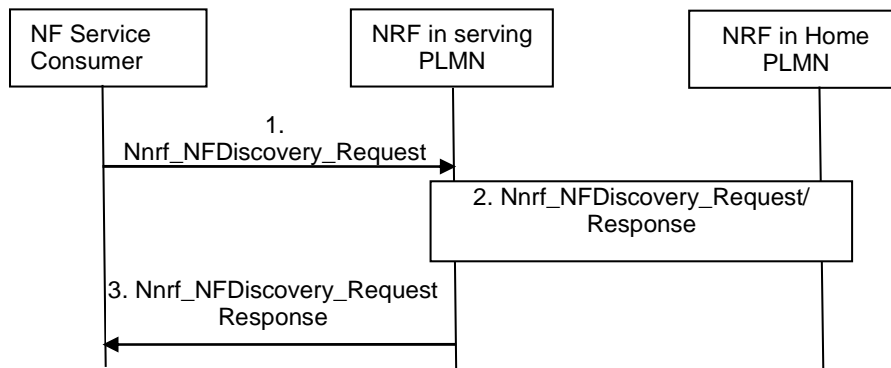 NF Service
Consumer
NRF in serving
PLMN
NRF in Home
PLMN
1.
Nnrf_NFDiscovery_Request
2. Nnrf_NFDiscovery_Request/
Response
3. Nnrf_NFDiscovery_Request
Response